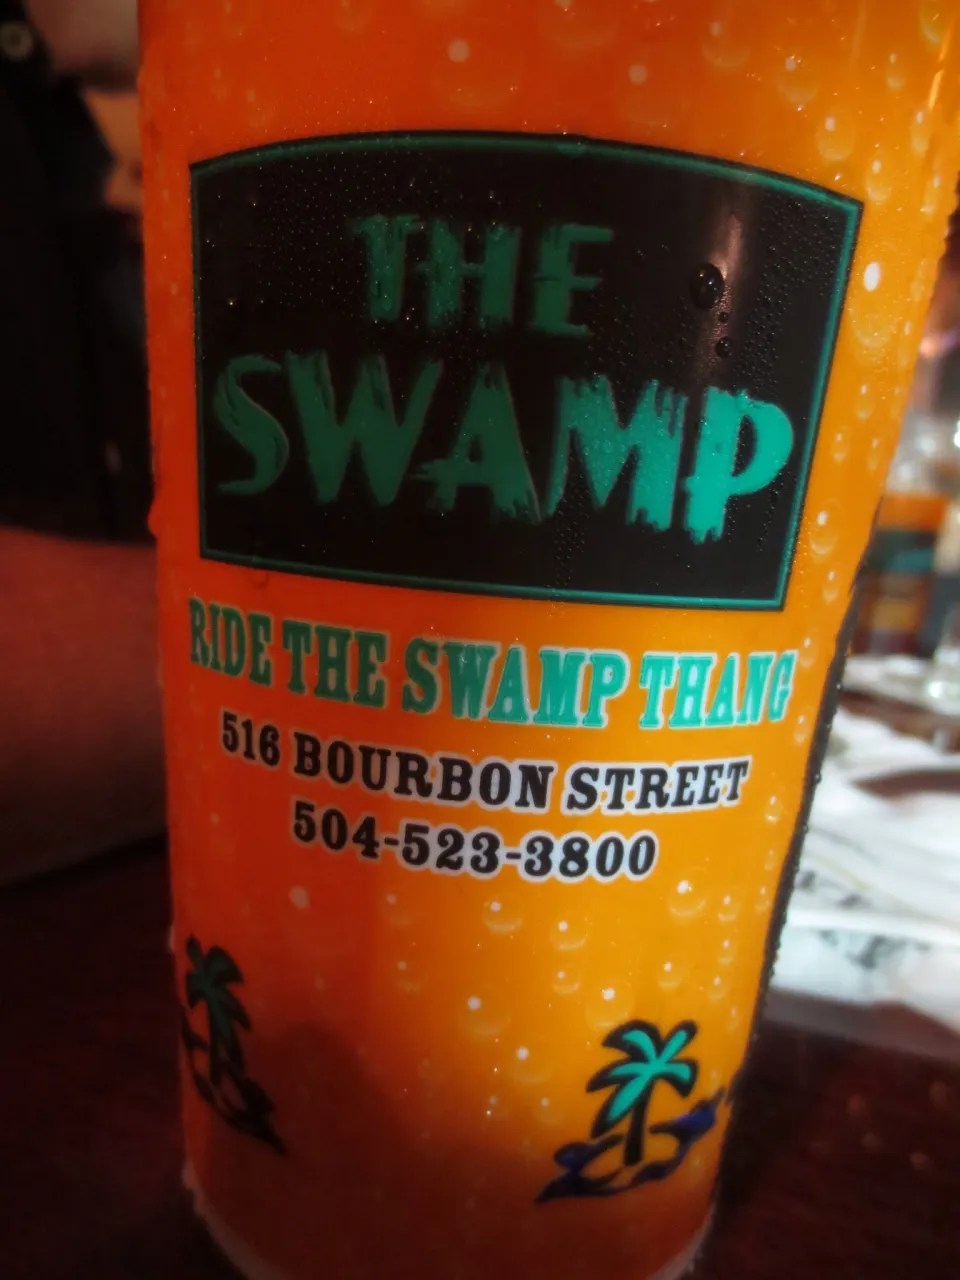 THE
SWAMP
RIDE THE SWAMP THANG
516 BOURBON STREET
504-523-3800